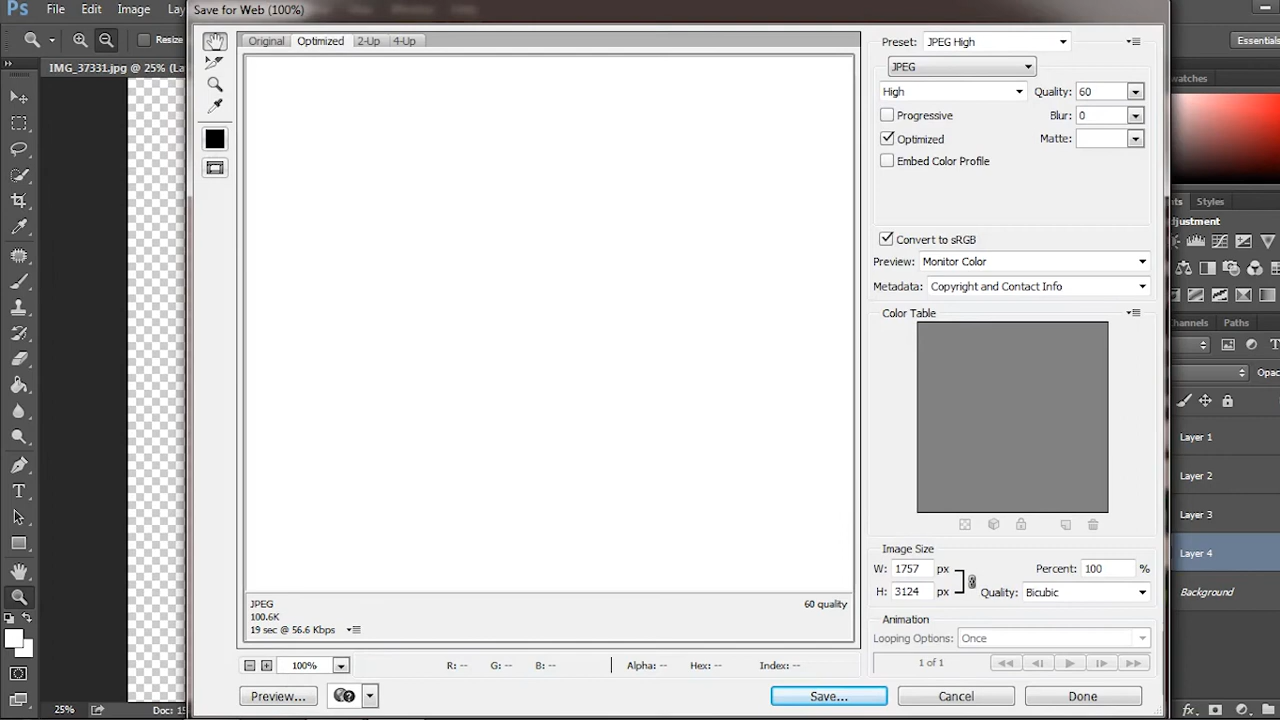 Ps File Edit Image
Save for Web (100%)
Resize
Essentials
IMG_37331.jpg @ 25% (La
Original Optimized 2-Up 4-Up
Preset: JPEG High
JPEG
High Quality: 60
Progressive Blur: 0
Optimized Matte:
Embed Color Profile
Convert to sRGB
Preview: Monitor Color
Metadata: Copyright and Contact Info
Color Table
Image Size
W: 1757 px Percent: 100 %
H: 3124 px Quality: Bicubic
Animation
Looping Options: Once
1 of 1
JPEG 60 quality
100.6K
19 sec @ 56.6 Kbps
100% R: -- G: -- B: -- Alpha: -- Hex: -- Index: --
Preview... Save... Cancel Done
watches
Styles
djustment
hannels Paths
Opac
Layer 1
Layer 2
Layer 3
Layer 4
Background
fx
25% Doc: 15